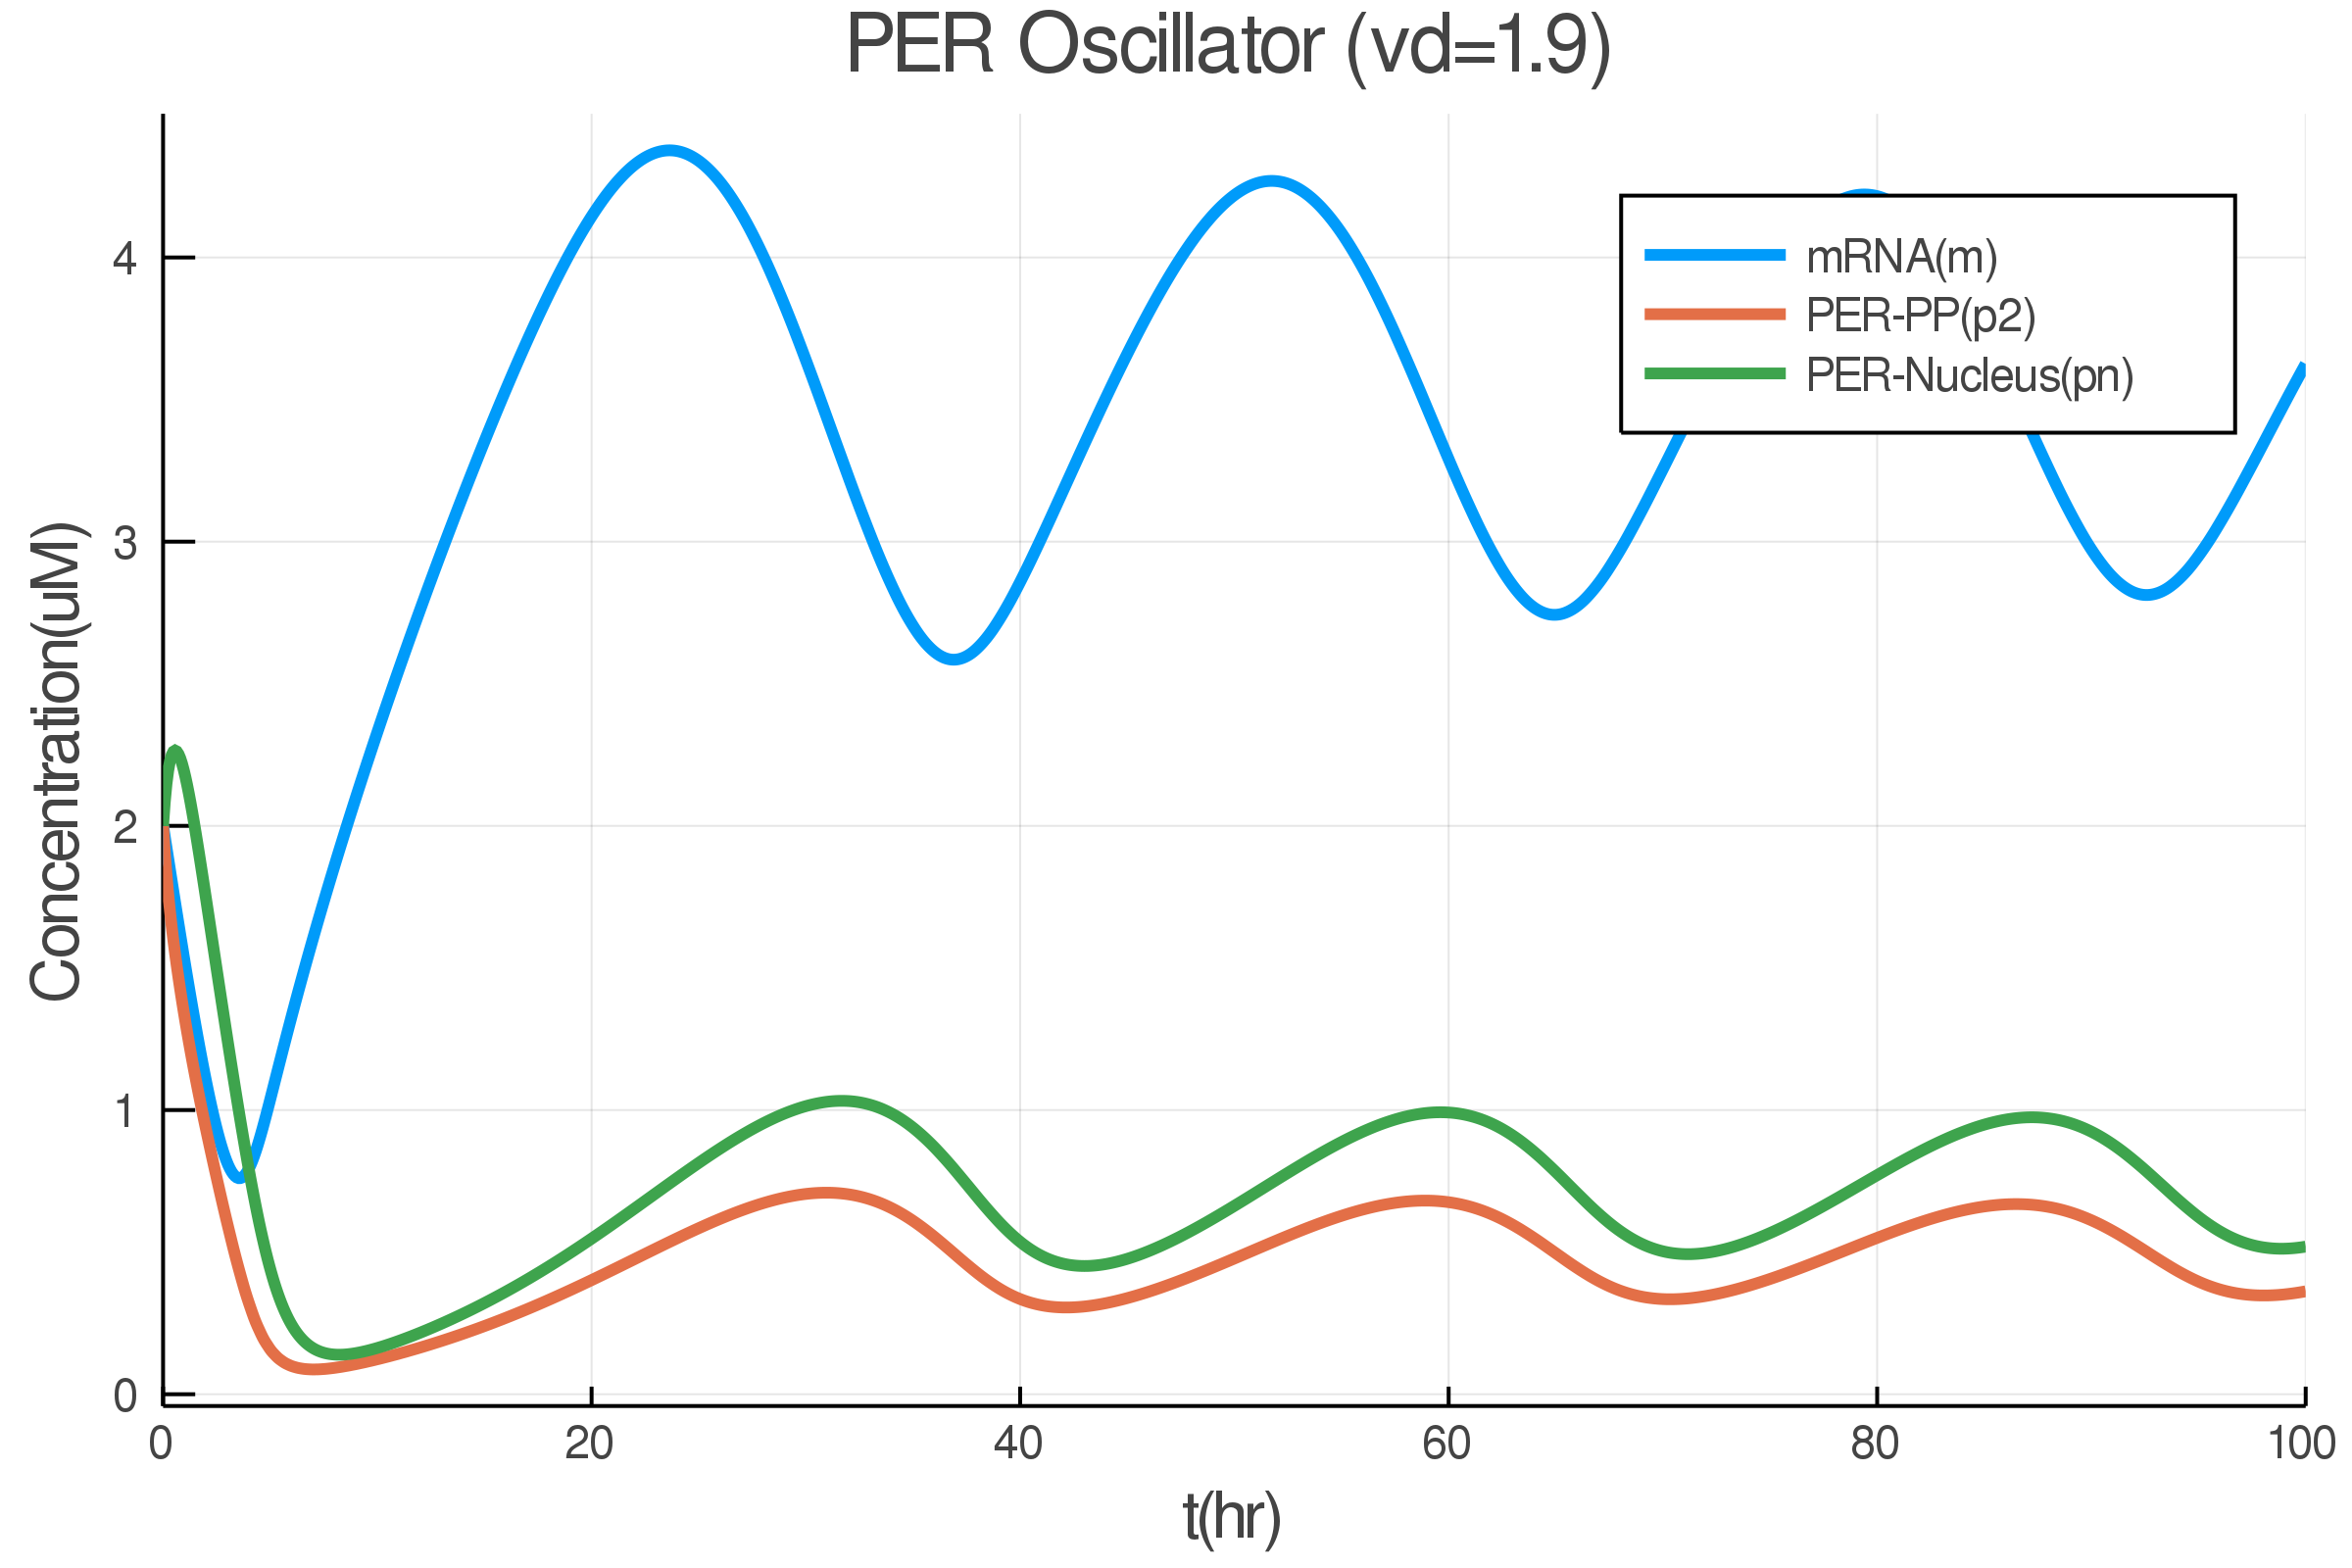 PER Oscillator (vd=1.9)
mRNA(m)
PER-PP(p2)
PER-Nucleus(pn)
Concentration(uM)
4
3
2
1
0
0 20 40 60 80 100
t(hr)